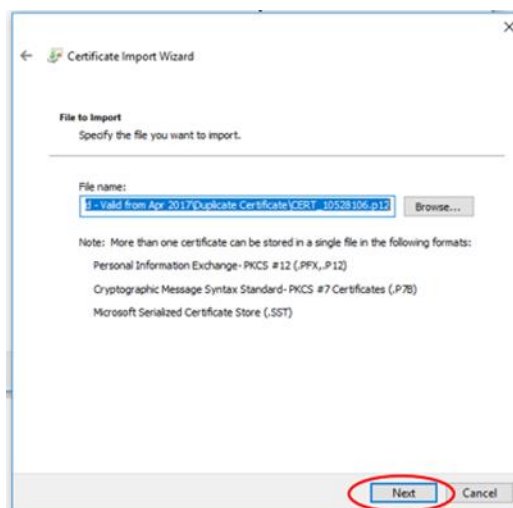 Certificate Import Wizard
File to Import
Specify the file you want to import.
File name:
d - Valid from Apr 2017\Duplicate Certificate\CERT_10528106.p12
Browse...
Note: More than one certificate can be stored in a single file in the following formats:
Personal Information Exchange- PKCS #12 (.PFX,.P12)
Cryptographic Message Syntax Standard- PKCS #7 Certificates (.P7B)
Microsoft Serialized Certificate Store (.SST)
Next
Cancel